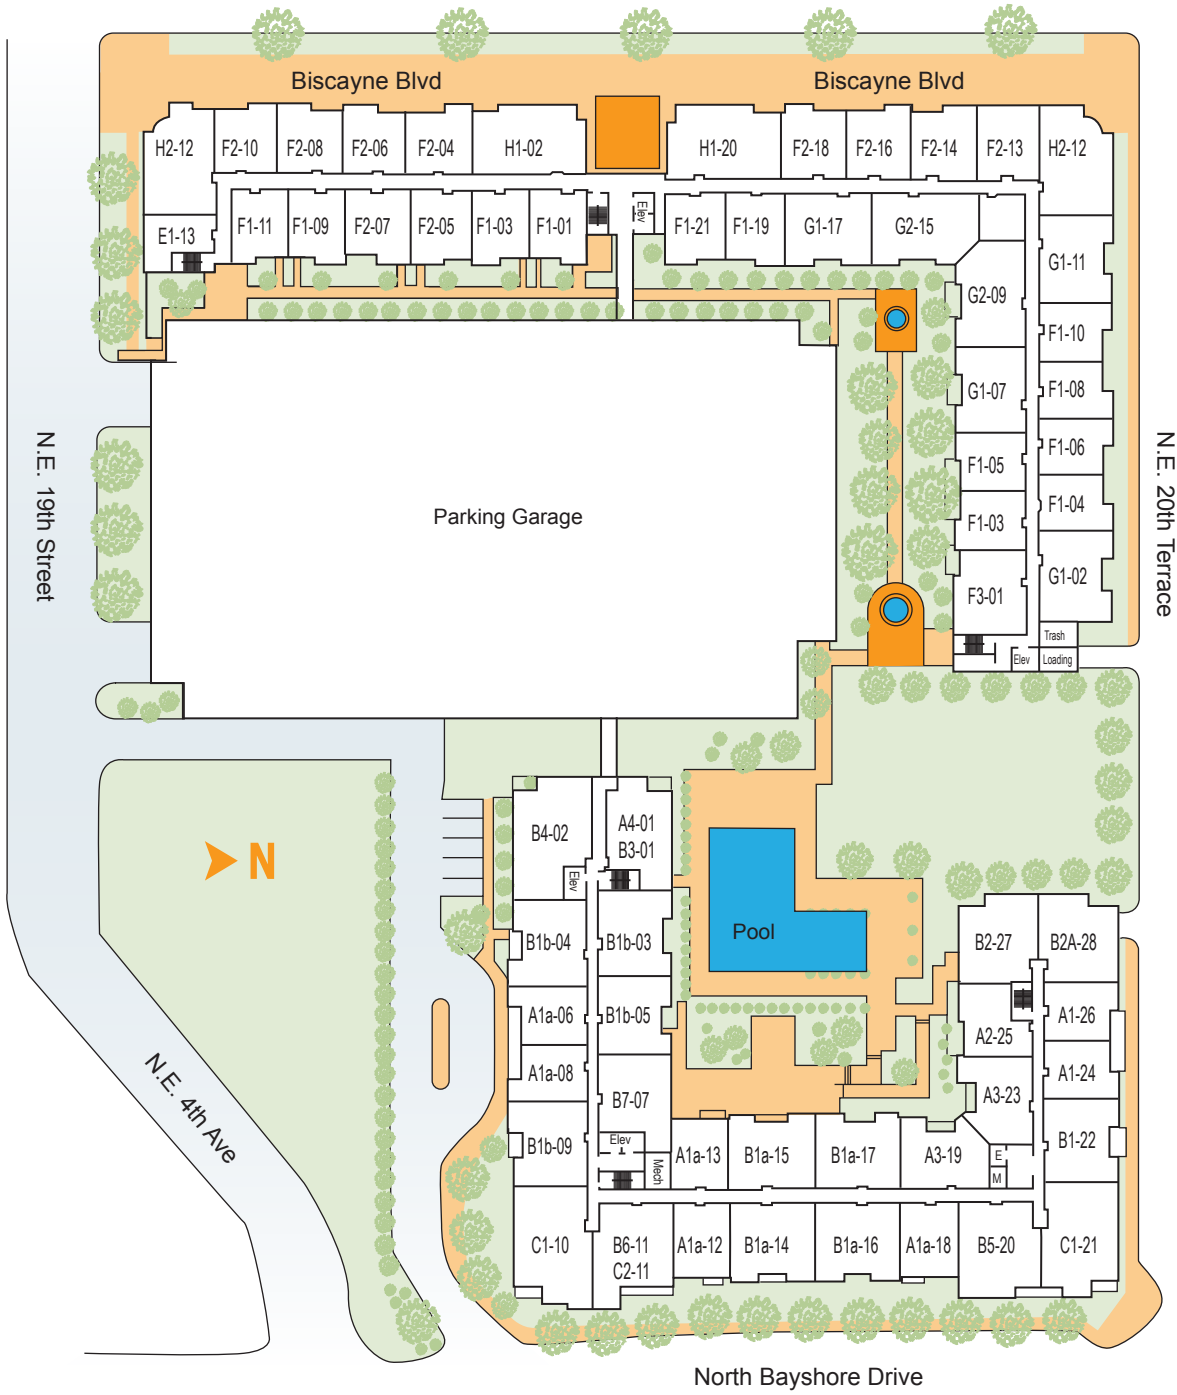 Biscayne Blvd
Biscayne Blvd
H2-12
F2-10
F2-08
F2-06
F2-04
H1-02
H1-20
F2-18
F2-16
F2-14
F2-13
H2-12
E1-13
F1-11
F1-09
F2-07
F2-05
F1-03
F1-01
Elev
F1-21
F1-19
G1-17
G2-15
G1-11
G2-09
F1-10
G1-07
F1-08
F1-05
F1-06
F1-03
F1-04
F3-01
G1-02
Trash
Elev
Loading
N.E. 19th Street
Parking Garage
N.E. 20th Terrace
N
B4-02
A4-01
B3-01
Elev
Pool
B1b-04
B1b-03
B2-27
B2A-28
A1a-06
B1b-05
A2-25
A1-26
A1a-08
B7-07
A3-23
A1-24
N.E. 4th Ave
B1b-09
Elev
Mech
A1a-13
B1a-15
B1a-17
A3-19
E
M
B1-22
C1-10
B6-11
C2-11
A1a-12
B1a-14
B1a-16
A1a-18
B5-20
C1-21
North Bayshore Drive